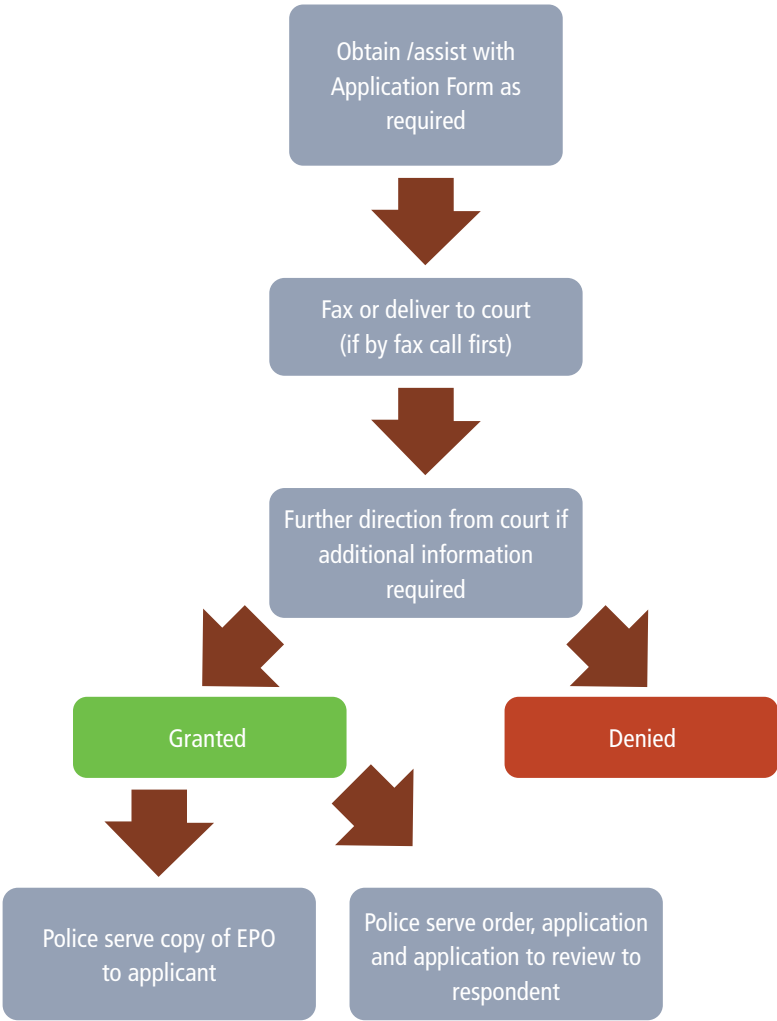 Obtain /assist with
Application Form as
required
Fax or deliver to court
(if by fax call first)
Further direction from court if
additional information
required
Granted
Denied
Police serve copy of EPO
to applicant
Police serve order, application
and application to review to
respondent